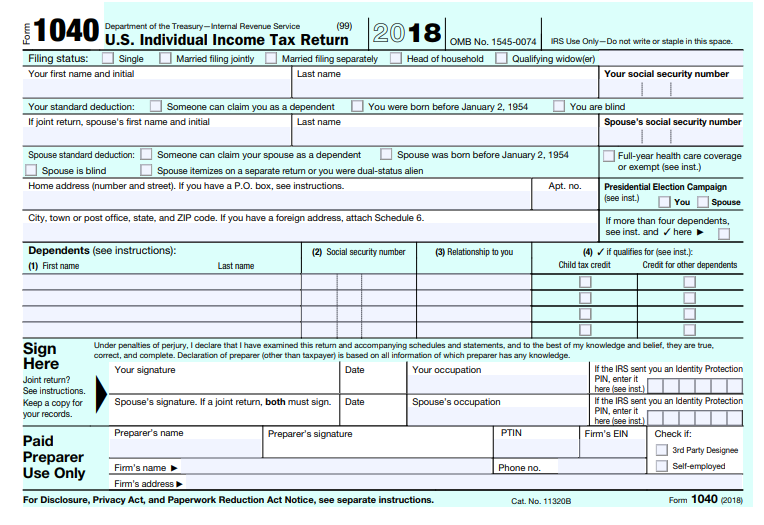 Form 1040 Department of the Treasury—Internal Revenue Service (99) U.S. Individual Income Tax Return 2018 OMB No. 1545-0074 IRS Use Only—Do not write or staple in this space.
Filing status: Single Married filing jointly Married filing separately Head of household Qualifying widow(er)
Your first name and initial Last name Your social security number
Your standard deduction: Someone can claim you as a dependent You were born before January 2, 1954 You are blind
If joint return, spouse's first name and initial Last name Spouse's social security number
Spouse standard deduction: Someone can claim your spouse as a dependent Spouse was born before January 2, 1954
Spouse is blind Spouse itemizes on a separate return or you were dual-status alien
Full-year health care coverage
or exempt (see inst.)
Home address (number and street). If you have a P.O. box, see instructions. Apt. no.
Presidential Election Campaign
(see inst.) You Spouse
City, town or post office, state, and ZIP code. If you have a foreign address, attach Schedule 6.
If more than four dependents,
see inst. and ✓ here ▶
Dependents (see instructions): (2) Social security number (3) Relationship to you (4) ✓ if qualifies for (see inst.):
(1) First name Last name Child tax credit Credit for other dependents
Sign
Here
Joint return?
See instructions.
Keep a copy for
your records.
Under penalties of perjury, I declare that I have examined this return and accompanying schedules and statements, and to the best of my knowledge and belief, they are true,
correct, and complete. Declaration of preparer (other than taxpayer) is based on all information of which preparer has any knowledge.
Your signature Date Your occupation
If the IRS sent you an Identity Protection
PIN, enter it
here (see inst.)
Spouse's signature. If a joint return, both must sign. Date Spouse's occupation
If the IRS sent you an Identity Protection
PIN, enter it
here (see inst.)
Paid
Preparer
Use Only
Preparer's name Preparer's signature PTIN Firm's EIN Check if:
3rd Party Designee
Self-employed
Firm's name ▶ Phone no.
Firm's address ▶
For Disclosure, Privacy Act, and Paperwork Reduction Act Notice, see separate instructions. Cat. No. 11320B Form 1040 (2018)